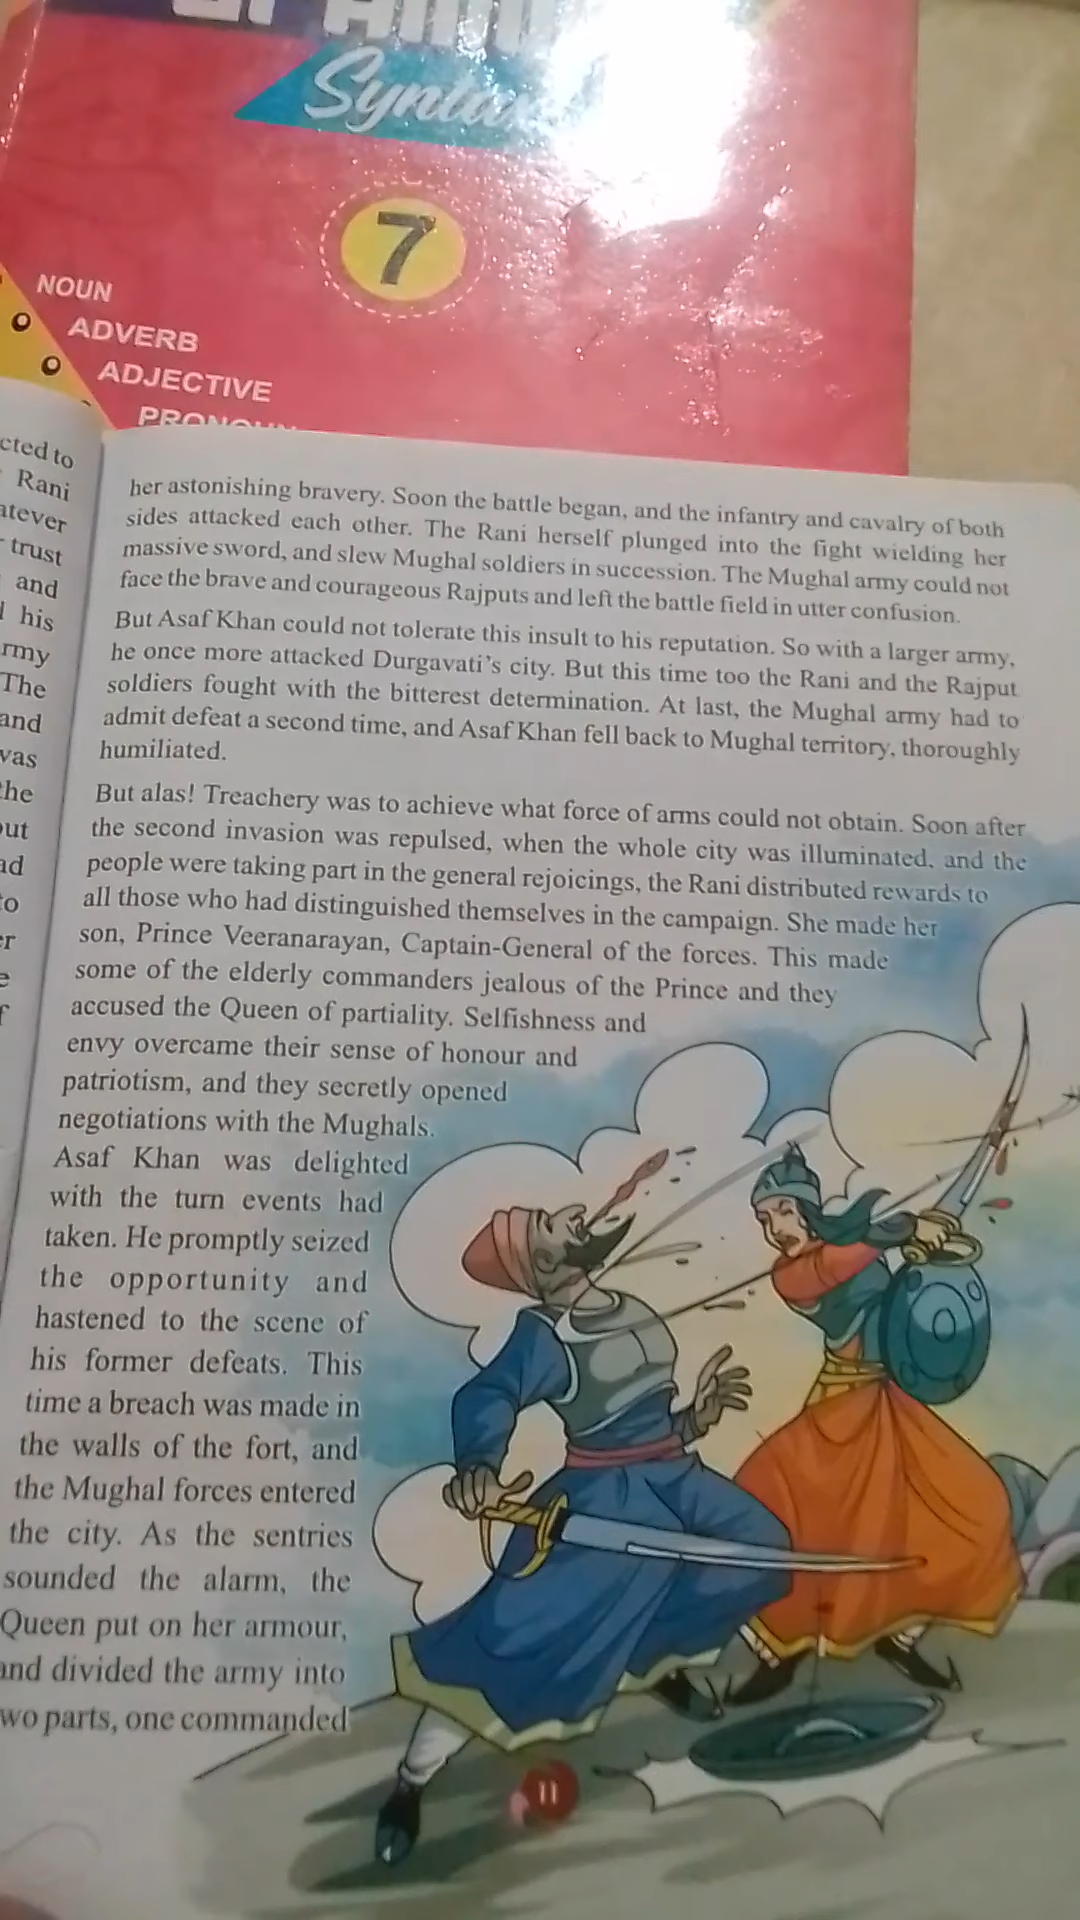 Synta
7
NOUN
ADVERB
ADJECTIVE
PRONOUN
cted to
Rani
atever
trust
and
his
rmy
The
and
was
the
out
ad
to
er
e
f
her astonishing bravery. Soon the battle began, and the infantry and cavalry of both
sides attacked each other. The Rani herself plunged into the fight wielding her
massive sword, and slew Mughal soldiers in succession. The Mughal army could not
face the brave and courageous Rajputs and left the battle field in utter confusion.
But Asaf Khan could not tolerate this insult to his reputation. So with a larger army,
he once more attacked Durgavati's city. But this time too the Rani and the Rajput
soldiers fought with the bitterest determination. At last, the Mughal army had to
admit defeat a second time, and Asaf Khan fell back to Mughal territory, thoroughly
humiliated.
But alas! Treachery was to achieve what force of arms could not obtain. Soon after
the second invasion was repulsed, when the whole city was illuminated, and the
people were taking part in the general rejoicings, the Rani distributed rewards to
all those who had distinguished themselves in the campaign. She made her
son, Prince Veeranarayan, Captain-General of the forces. This made
some of the elderly commanders jealous of the Prince and they
accused the Queen of partiality. Selfishness and
envy overcame their sense of honour and
patriotism, and they secretly opened
negotiations with the Mughals.
Asaf Khan was delighted
with the turn events had
taken. He promptly seized
the opportunity and
hastened to the scene of
his former defeats. This
time a breach was made in
the walls of the fort, and
the Mughal forces entered
the city. As the sentries
sounded the alarm, the
Queen put on her armour,
and divided the army into
wo parts, one commanded
11